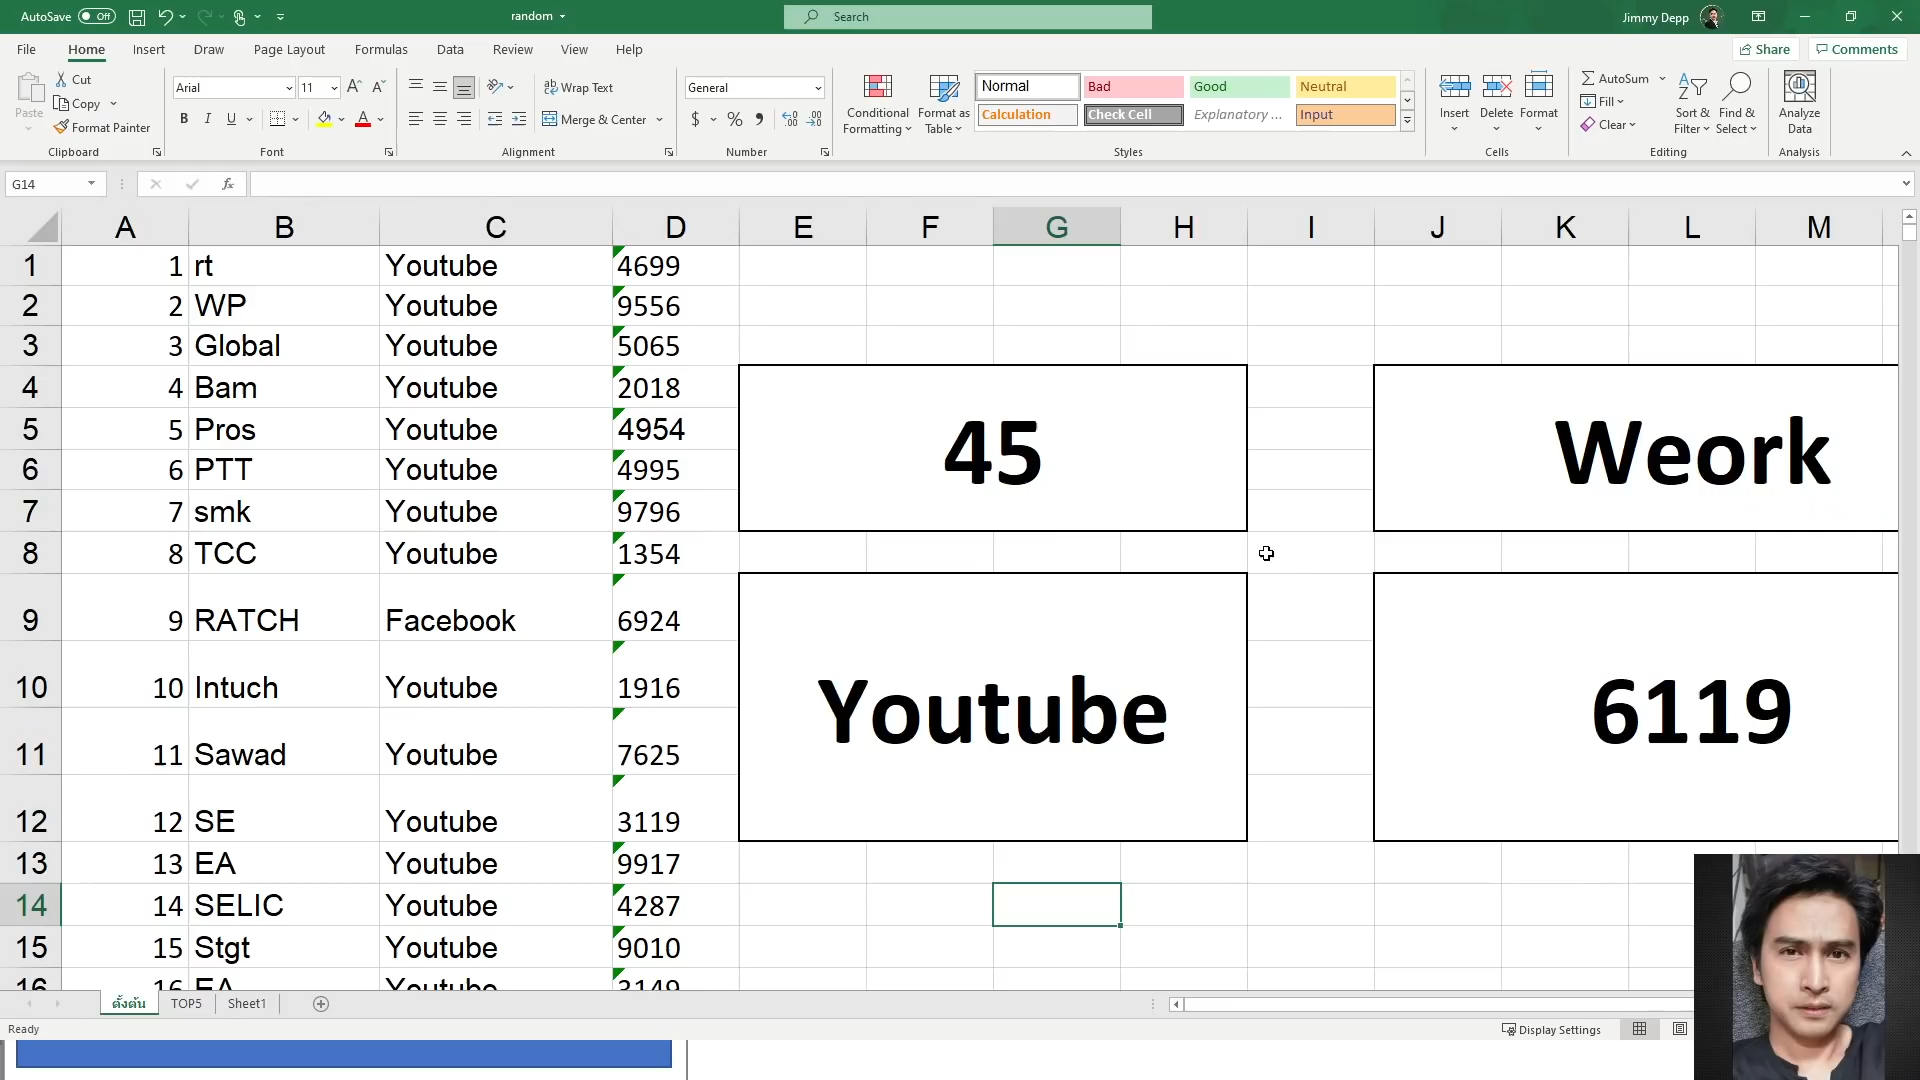 AutoSave Off random Search Jimmy Depp
File Home Insert Draw Page Layout Formulas Data Review View Help Share Comments
Paste Cut Copy Format Painter Clipboard
Arial 11 Font
Wrap Text Merge & Center Alignment
General Number
Conditional Formatting Format as Table
Normal Bad Good Neutral
Calculation Check Cell Explanatory ... Input
Styles
Insert Delete Format Cells
AutoSum Fill Clear Sort & Filter Find & Select Editing
Analyze Data Analysis
G14 fx
A B C D E F G H I J K L M
1 1 rt Youtube 4699
2 2 WP Youtube 9556
3 3 Global Youtube 5065
4 4 Bam Youtube 2018
5 5 Pros Youtube 4954
45 Weork
6 6 PTT Youtube 4995
7 7 smk Youtube 9796
8 8 TCC Youtube 1354
9 9 RATCH Facebook 6924
10 10 Intuch Youtube 1916
Youtube 6119
11 11 Sawad Youtube 7625
12 12 SE Youtube 3119
13 13 EA Youtube 9917
14 14 SELIC Youtube 4287
15 15 Stgt Youtube 9010
16 16 EA Youtube 3149
ตั้งต้น TOP5 Sheet1
Ready Display Settings